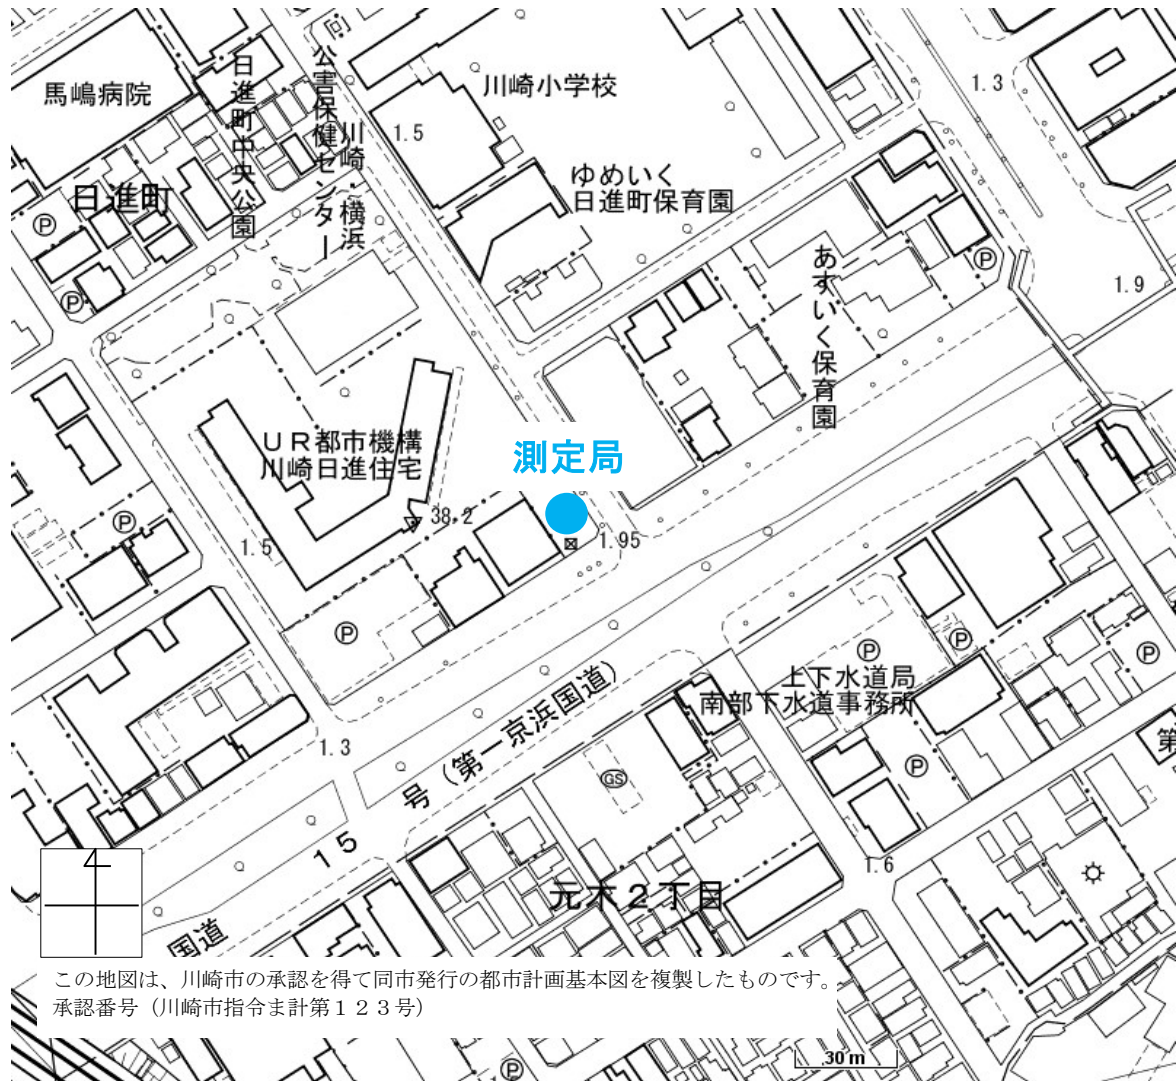 馬嶋病院
日進町中央公園
川崎・横浜
公害保健センター
川崎小学校
1.3
1.5
日進町
ゆめいく
日進町保育園
Ⓟ
Ⓟ
Ⓟ
1.9
あすいく保育園
UR都市機構
川崎日進住宅
測定局
38.2
1.95
Ⓟ
1.5
Ⓟ
Ⓟ
Ⓟ
Ⓟ
上下水道局
南部下水道事務所
第
1.3
国道15号(第一京浜国道)
GS
Ⓟ
1.6
元木2丁目
この地図は、川崎市の承認を得て同市発行の都市計画基本図を複製したものです。
承認番号(川崎市指令ま計第123号)
30m
Ⓟ